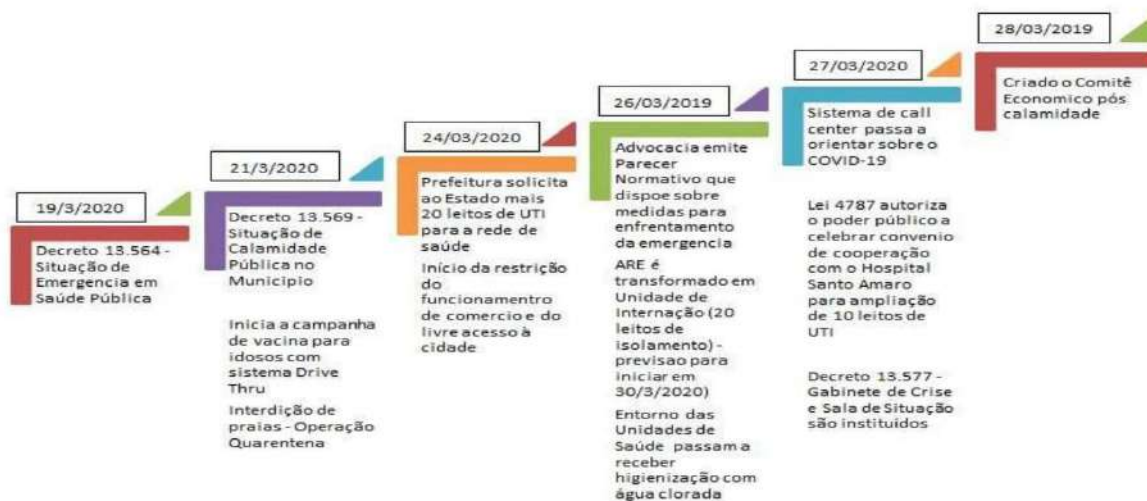 19/3/2020
Decreto 13.564 -
Situação de
Emergencia em
Saúde Pública
21/3/2020
Decreto 13.569 -
Situação de
Calamidade
Pública no
Municipio
Inicia a campanha
de vacina para
idosos com
sistema Drive
Thru
Interdição de
praias - Operação
Quarentena
24/03/2020
Prefeitura solicita
ao Estado mais
20 leitos de UTI
para a rede de
saúde
Início da restrição
do
funcionamento
de comercio e do
livre acesso à
cidade
26/03/2019
Advocacia emite
Parecer
Normativo que
dispoe sobre
medidas para
enfrentamento
da emergencia
ARE é
transformado em
Unidade de
Internação (20
leitos de
isolamento) -
previsao para
iniciar em
30/3/2020)
Entorno das
Unidades de
Saúde passam a
receber
higienização com
água clorada
27/03/2020
Sistema de call
center passa a
orientar sobre o
COVID-19
Lei 4787 autoriza
o poder público a
celebrar convenio
de cooperação
com o Hospital
Santo Amaro
para ampliação
de 10 leitos de
UTI
Decreto 13.577 -
Gabinete de Crise
e Sala de Situação
são instituídos
28/03/2019
Criado o Comitê
Economico pós
calamidade